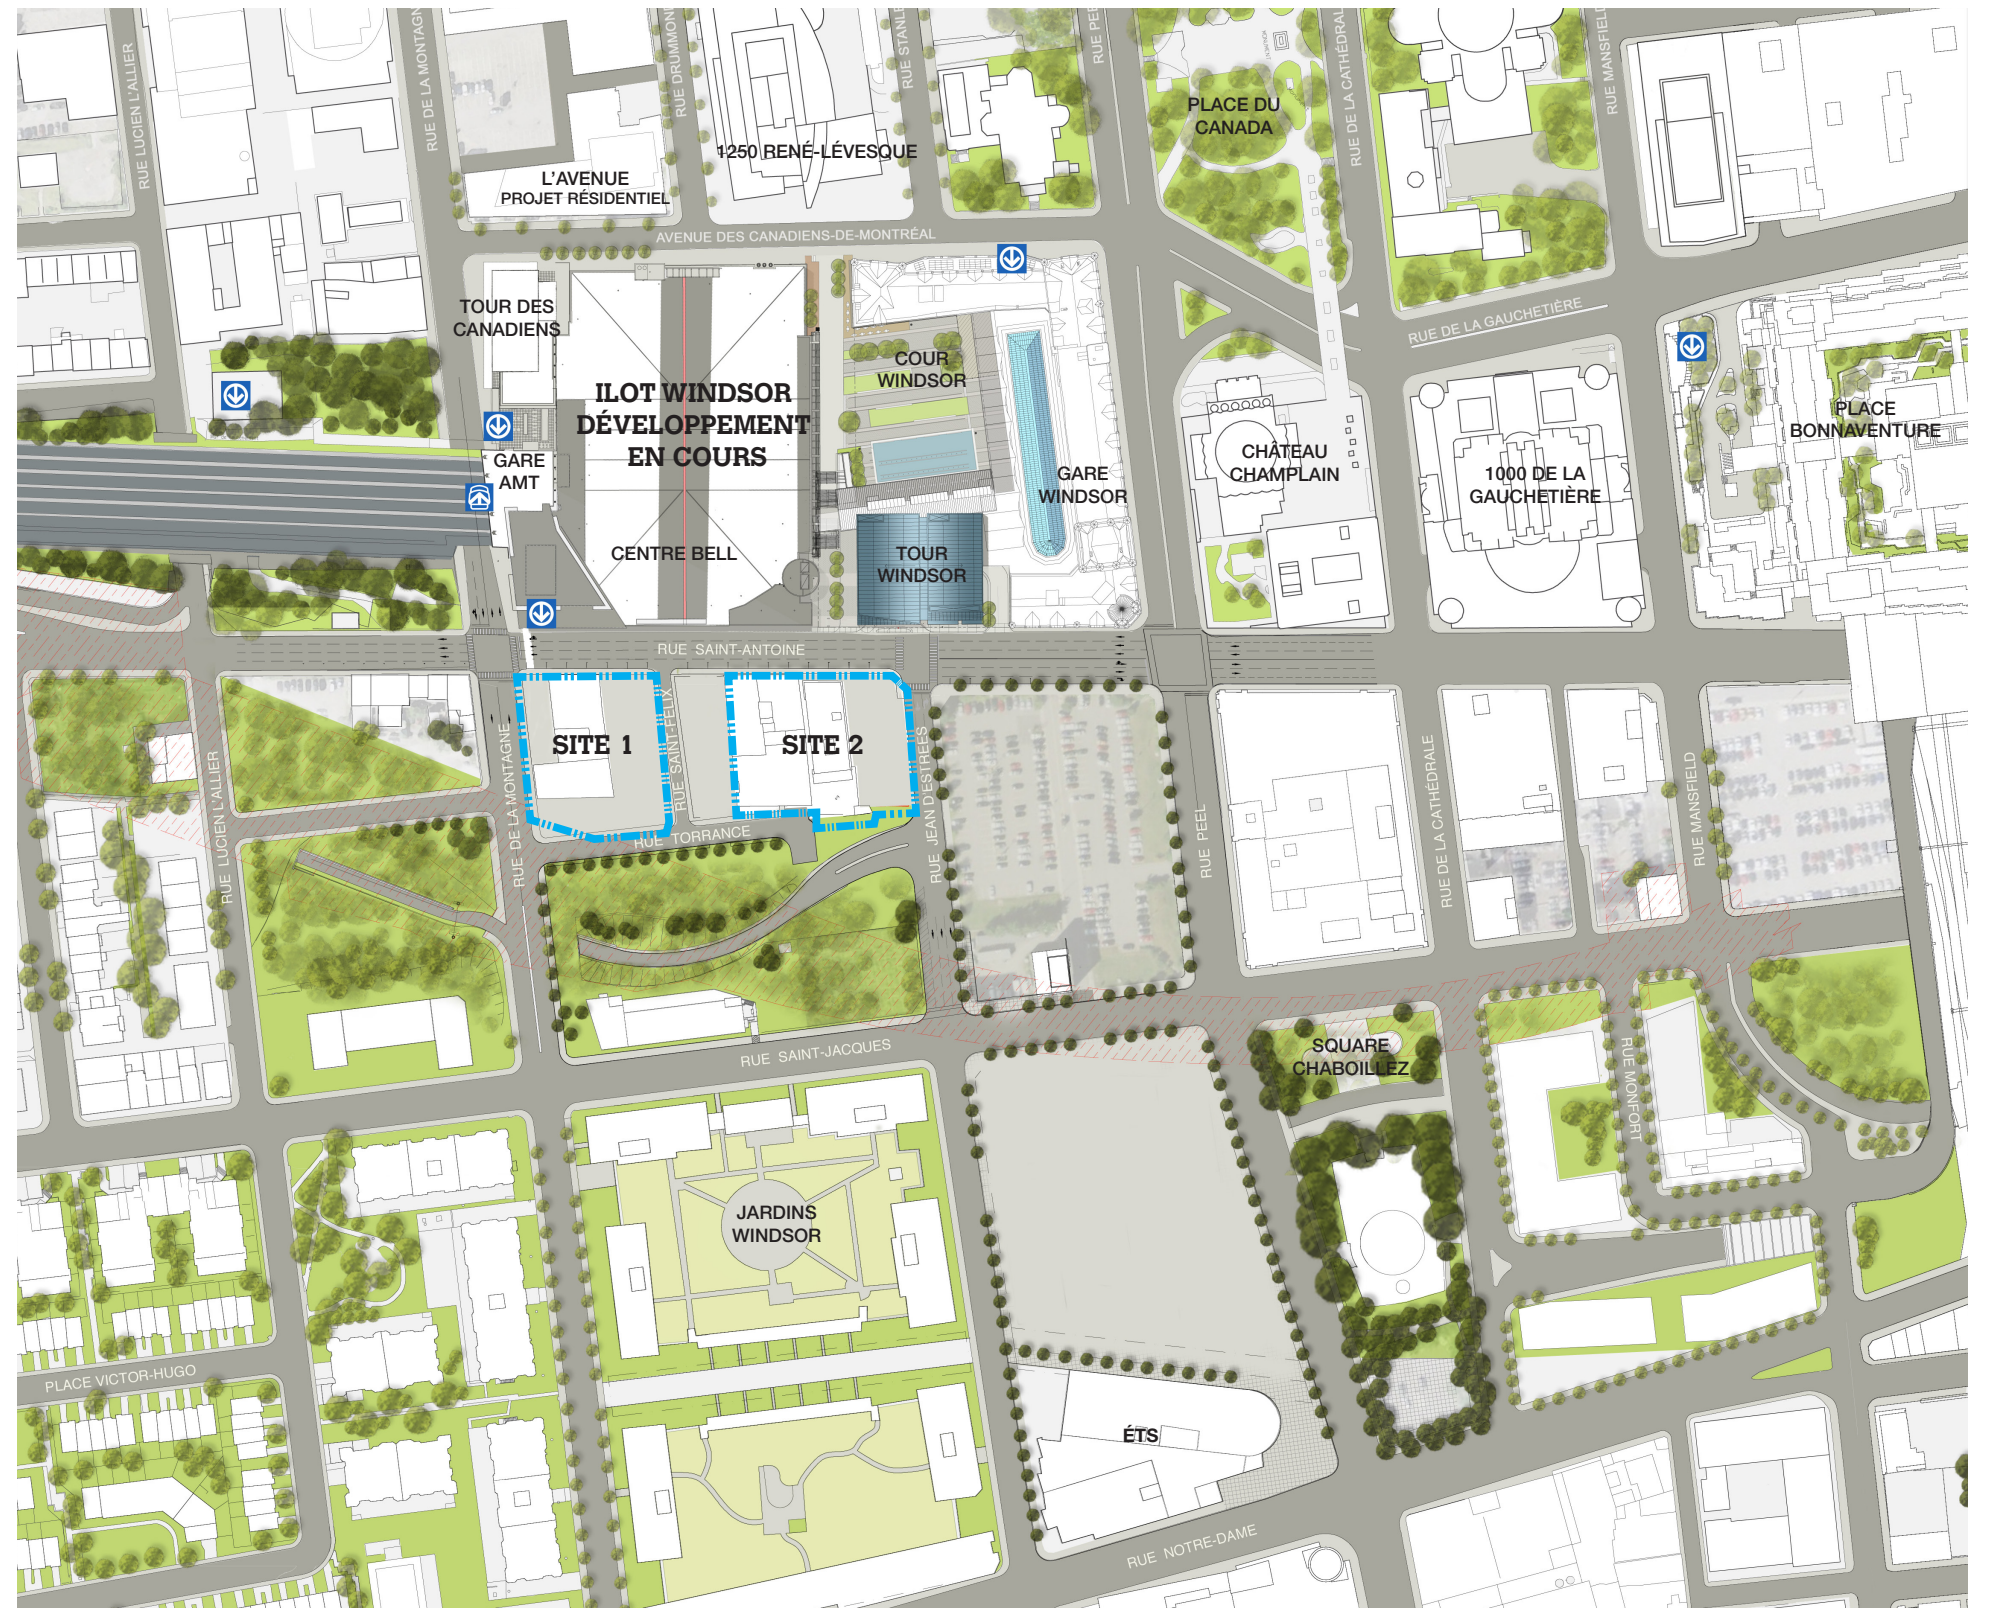 RUE LUCIEN L'ALLIER
RUE DE LA MONTAGN
RUE DRUMMON
RUE STANLE
RUE PEE
RUE DE LA CATHÉDRAL
RUE MANSFIELD
PLACE DU
CANADA
1250 RENÉ-LÉVESQUE
L'AVENUE
PROJET RÉSIDENTIEL
AVENUE DES CANADIENS-DE-MONTRÉAL
TOUR DES
CANADIENS
RUE DE LA GAUCHETIÈRE
COUR
WINDSOR
ILOT WINDSOR
DÉVELOPPEMENT
EN COURS
PLACE
BONNAVENTURE
CHÂTEAU
CHAMPLAIN
GARE
AMT
GARE
WINDSOR
1000 DE LA
GAUCHETIÈRE
CENTRE BELL
TOUR
WINDSOR
RUE SAINT-ANTOINE
SITE 1
SITE 2
RUE SAINT-FÉLIX
RUE DE LA MONTAGNE
RUE LUCIEN L'ALLIER
RUE JEAN D'ESTRÉES
RUE PEEL
RUE DE LA CATHÉDRALE
RUE MANSFIELD
RUE TORRANCE
RUE SAINT-JACQUES
SQUARE
CHABOILLEZ
RUE MONFORT
JARDINS
WINDSOR
PLACE VICTOR-HUGO
ÉTS
RUE NOTRE-DAME